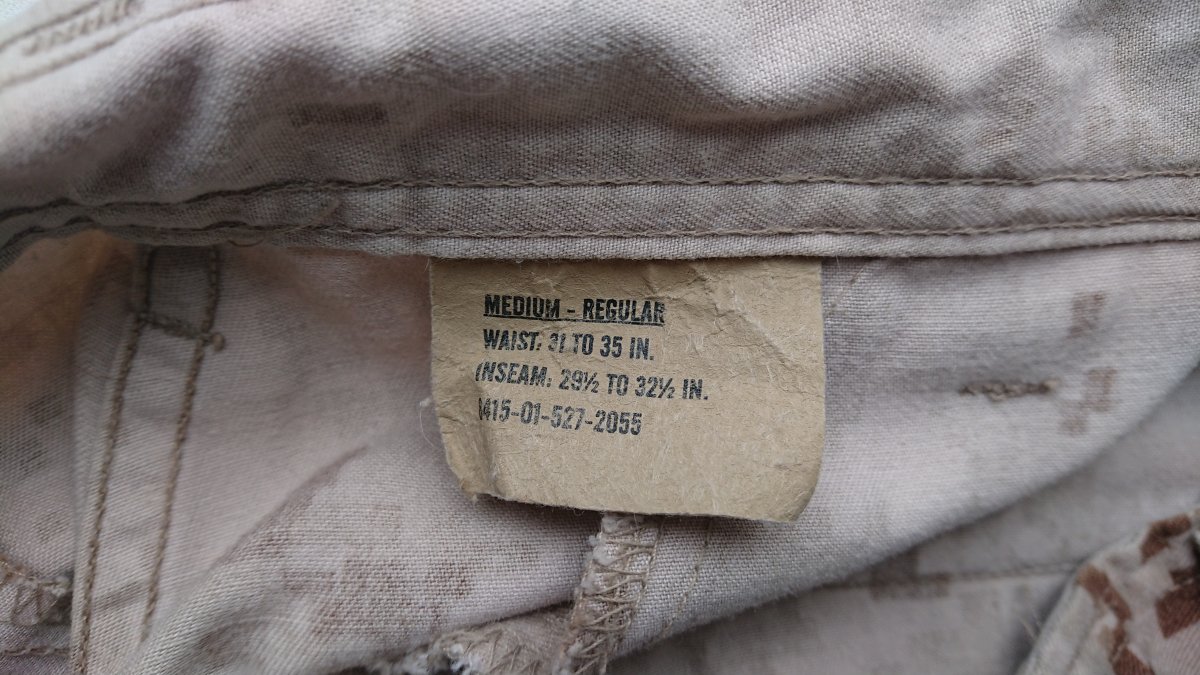 MEDIUM - REGULAR
WAIST: 31 TO 35 IN.
INSEAM: 29½ TO 32½ IN.
8415-01-527-2055